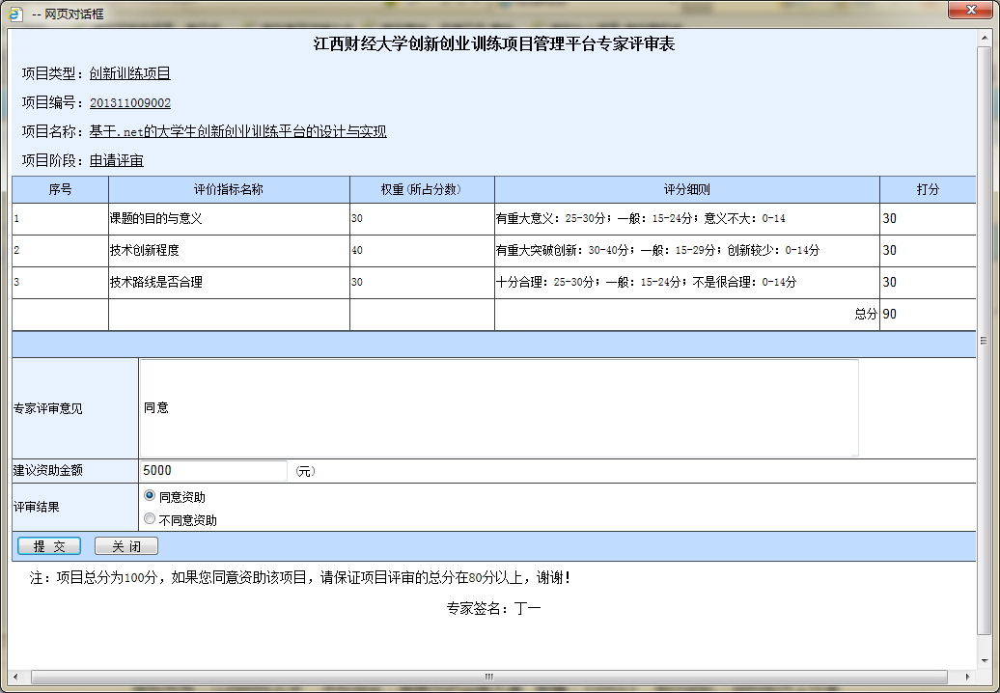 -- 网页对话框
江西财经大学创新创业训练项目管理平台专家评审表
项目类型：创新训练项目
项目编号：201311009002
项目名称：基于.net的大学生创新创业训练平台的设计与实现
项目阶段：申请评审
序号 评价指标名称 权重(所占分数) 评分细则 打分
1 课题的目的与意义 30 有重大意义：25-30分；一般：15-24分；意义不大：0-14 30
2 技术创新程度 40 有重大突破创新：30-40分；一般：15-29分；创新较少：0-14分 30
3 技术路线是否合理 30 十分合理：25-30分；一般：15-24分；不是很合理：0-14分 30
总分 90
专家评审意见 同意
建议资助金额 5000 (元)
评审结果 同意资助
不同意资助
提 交 关 闭
注：项目总分为100分，如果您同意资助该项目，请保证项目评审的总分在80分以上，谢谢！
专家签名：丁一